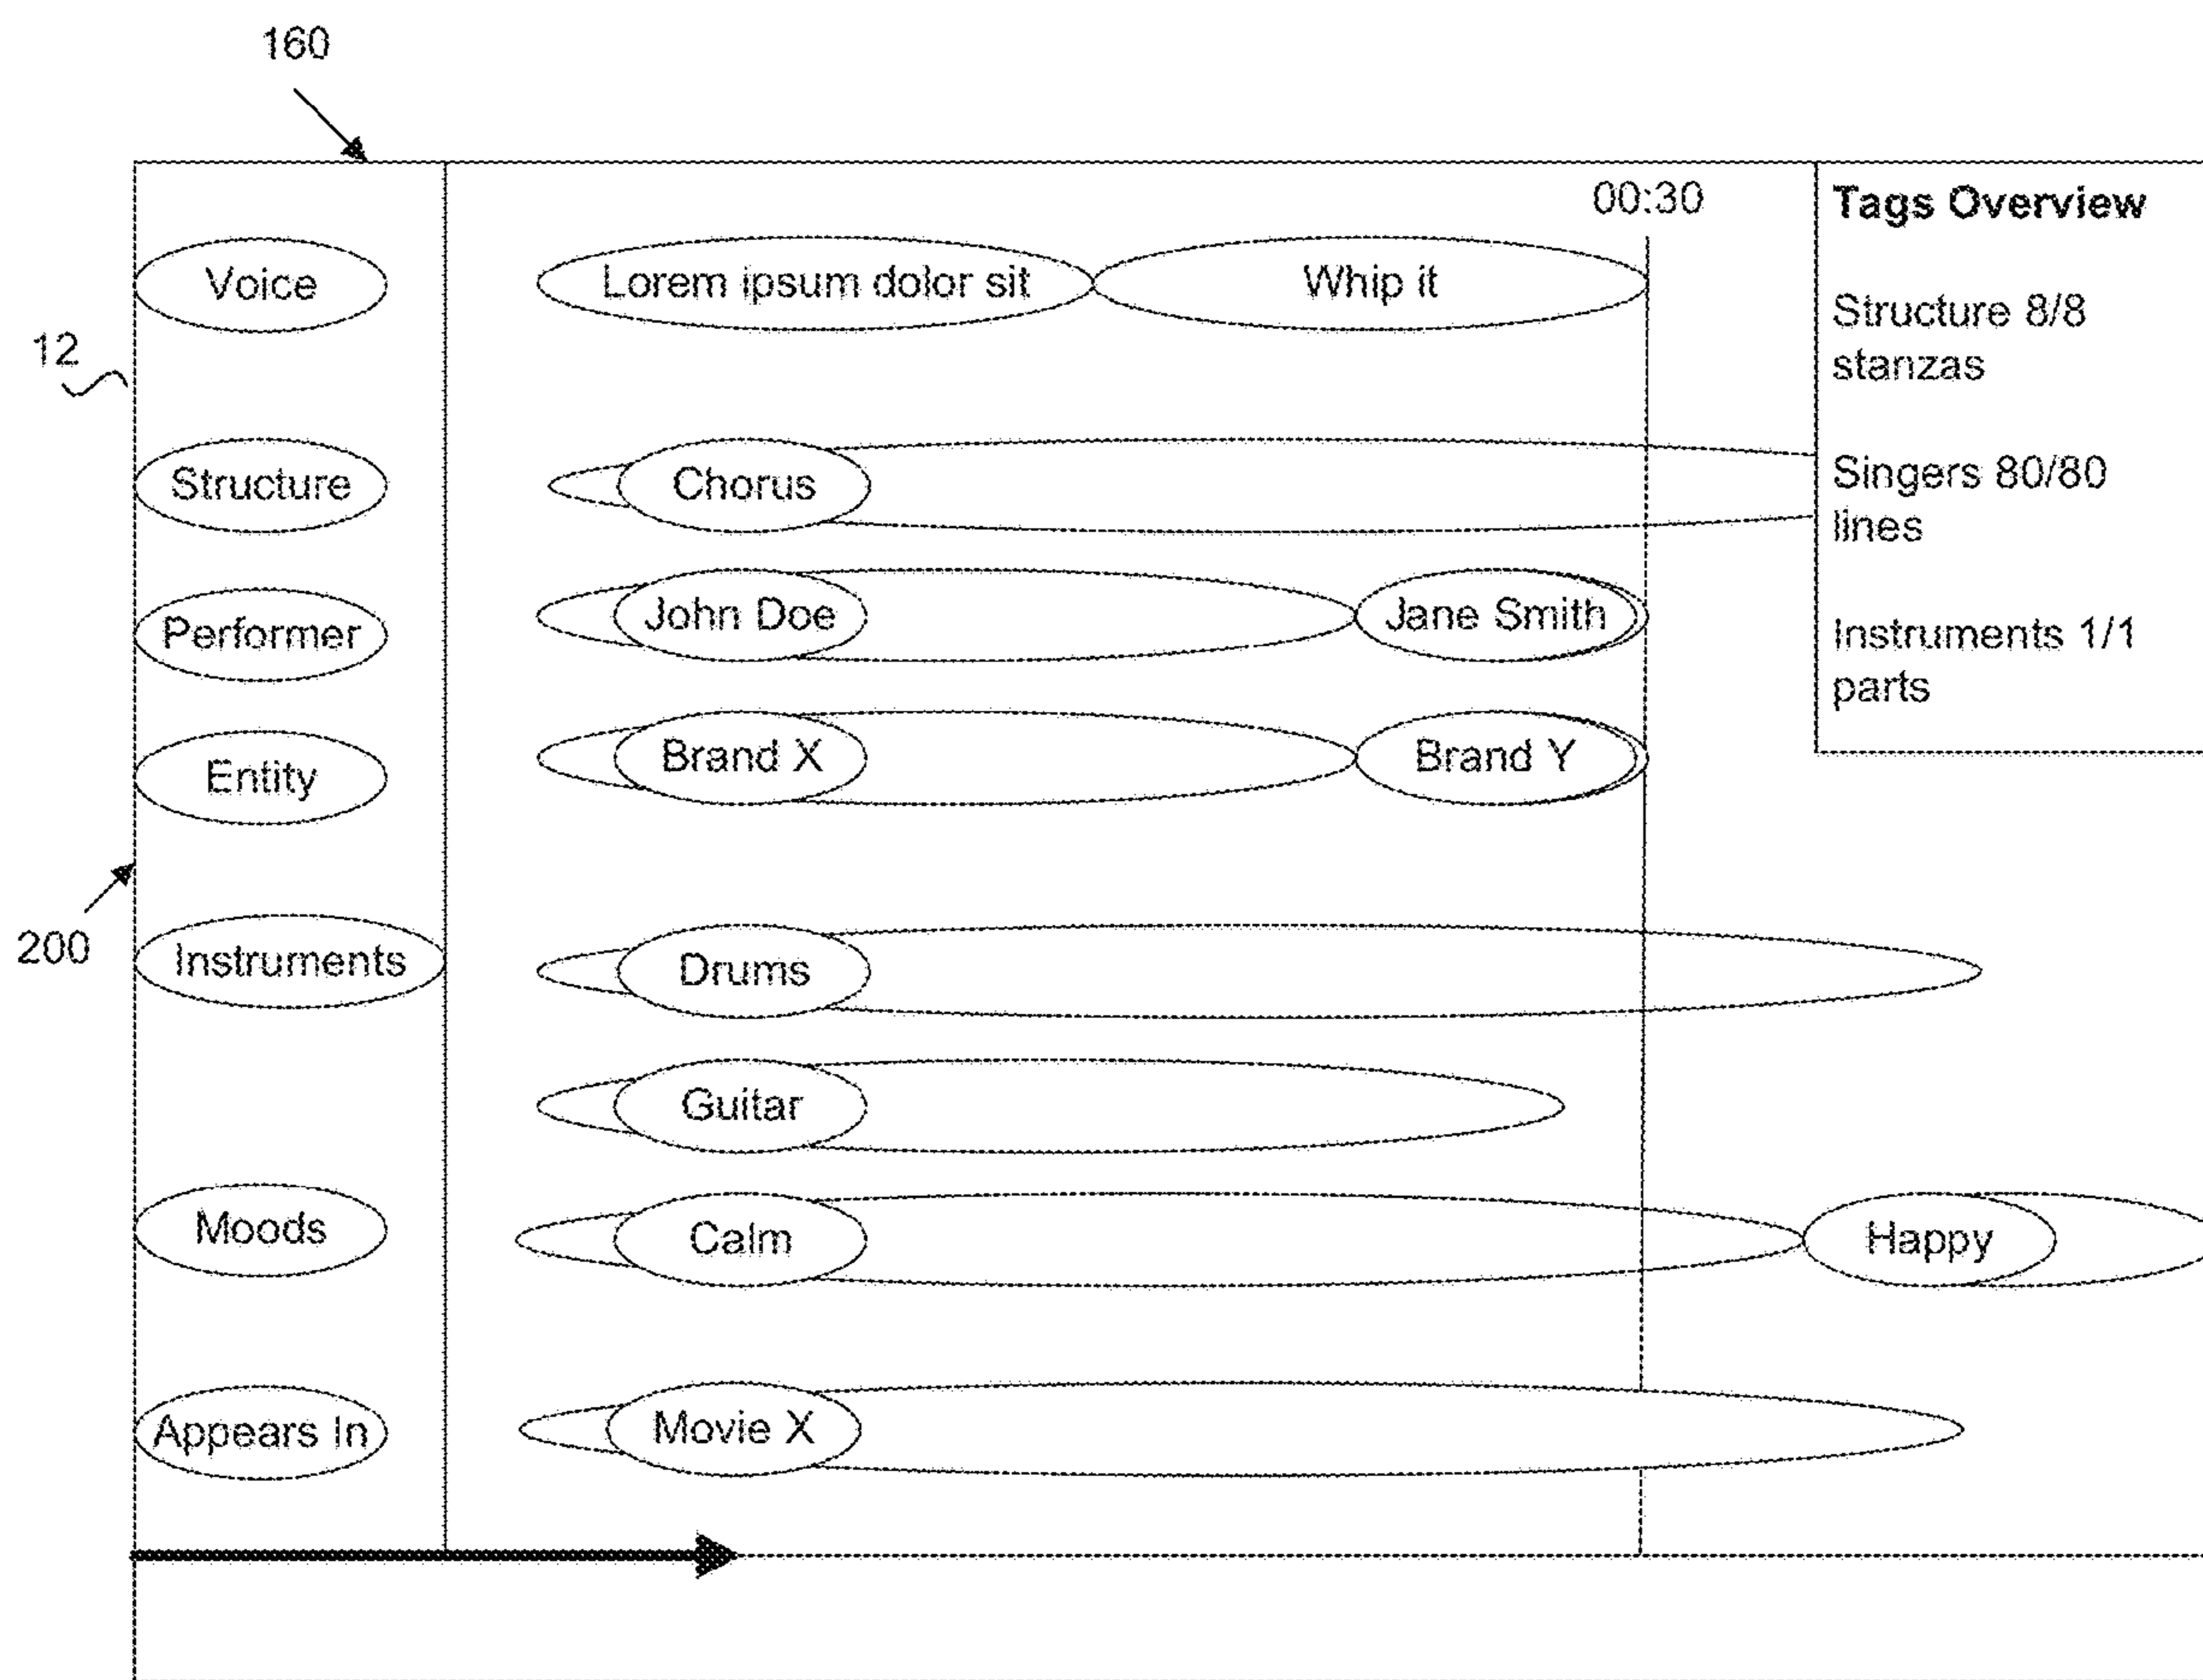 160
00:30
Tags Overview
Voice
Lorem ipsum dolor sit
Whip it
Structure 8/8
stanzas
12
Structure
Chorus
Singers 80/80
lines
Performer
John Doe
Jane Smith
Instruments 1/1
parts
Entity
Brand X
Brand Y
200
Instruments
Drums
Guitar
Moods
Calm
Happy
Appears In
Movie X